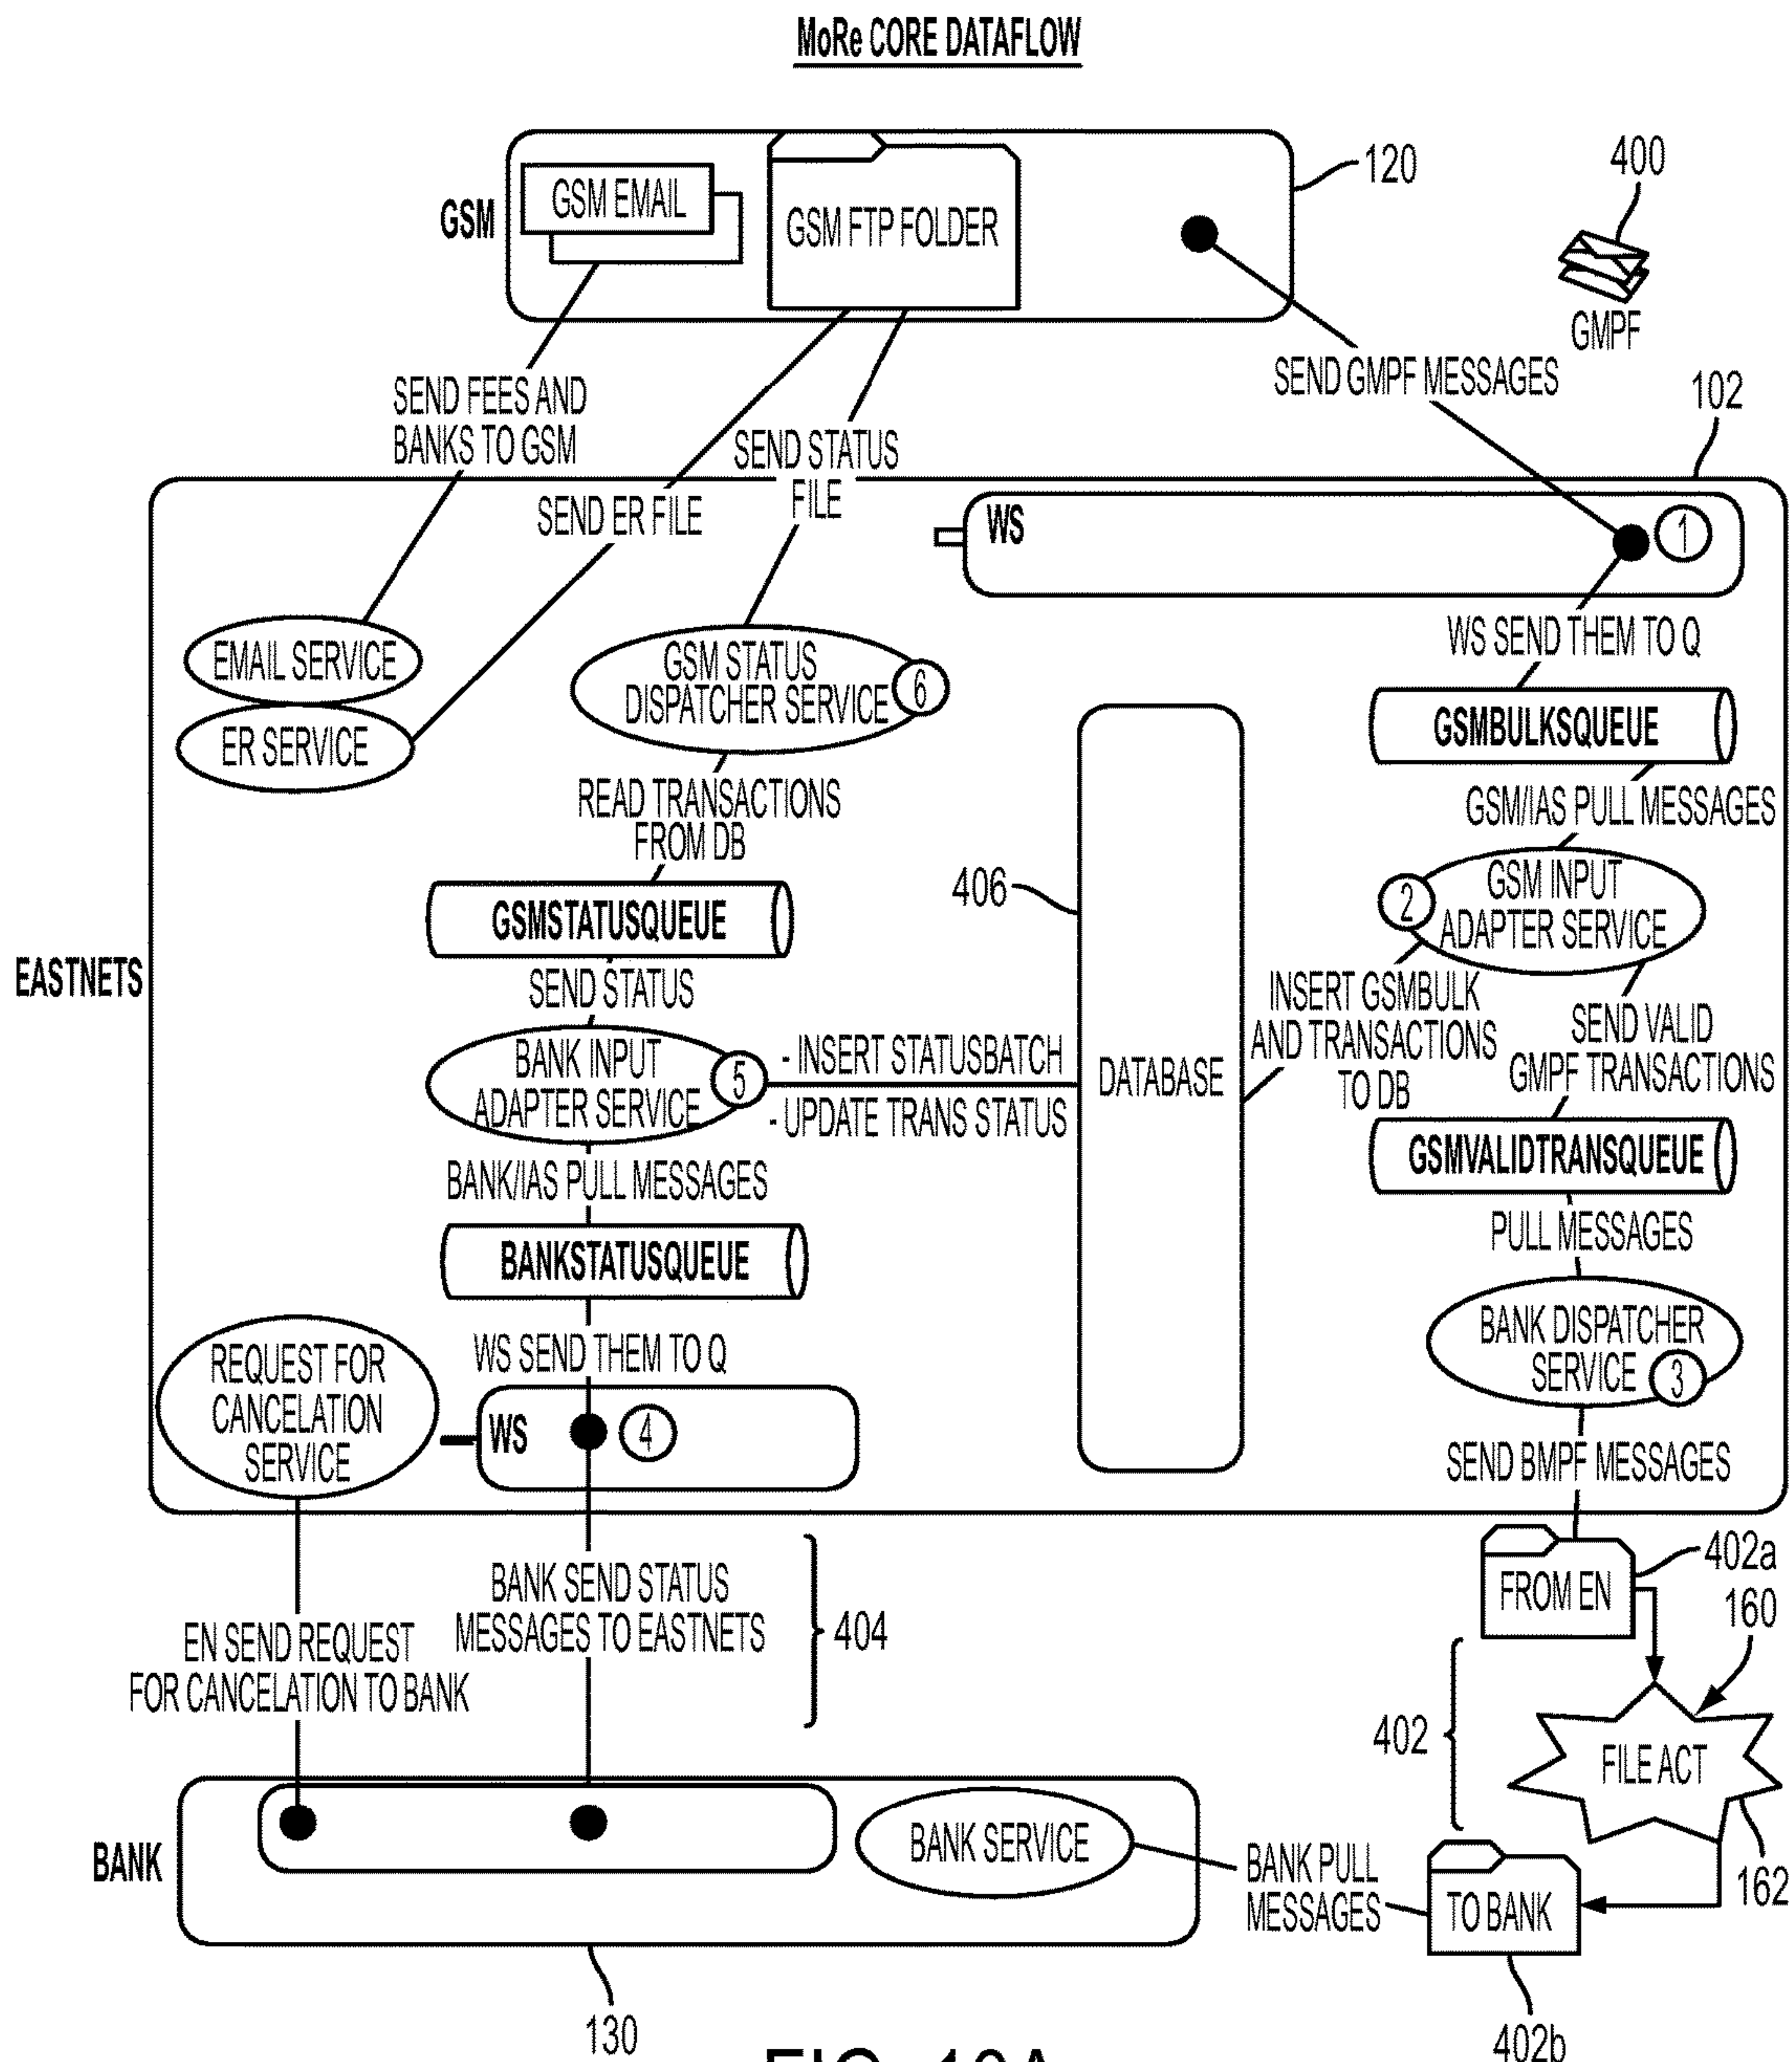 MoRe CORE DATAFLOW
GSM
GSM EMAIL
GSM FTP FOLDER
120
400
GMPF
SEND FEES AND
BANKS TO GSM
SEND ER FILE
SEND STATUS
FILE
SEND GMPF MESSAGES
102
WS
1
WS SEND THEM TO Q
EMAIL SERVICE
ER SERVICE
GSM STATUS
DISPATCHER SERVICE
6
GSMBULKSQUEUE
READ TRANSACTIONS
FROM DB
GSM/IAS PULL MESSAGES
GSMSTATUSQUEUE
406
2
GSM INPUT
ADAPTER SERVICE
EASTNETS
SEND STATUS
INSERT GSMBULK
AND TRANSACTIONS
TO DB
SEND VALID
GMPF TRANSACTIONS
BANK INPUT
ADAPTER SERVICE
5
- INSERT STATUSBATCH
- UPDATE TRANS STATUS
DATABASE
GSMVALIDTRANSQUEUE
BANK/IAS PULL MESSAGES
PULL MESSAGES
BANKSTATUSQUEUE
BANK DISPATCHER
SERVICE
3
WS SEND THEM TO Q
REQUEST FOR
CANCELATION
SERVICE
WS
4
SEND BMPF MESSAGES
FROM EN
402a
160
BANK SEND STATUS
MESSAGES TO EASTNETS
404
EN SEND REQUEST
FOR CANCELATION TO BANK
402
FILE ACT
162
BANK
BANK SERVICE
BANK PULL
MESSAGES
TO BANK
130
402b
FIG. 10A